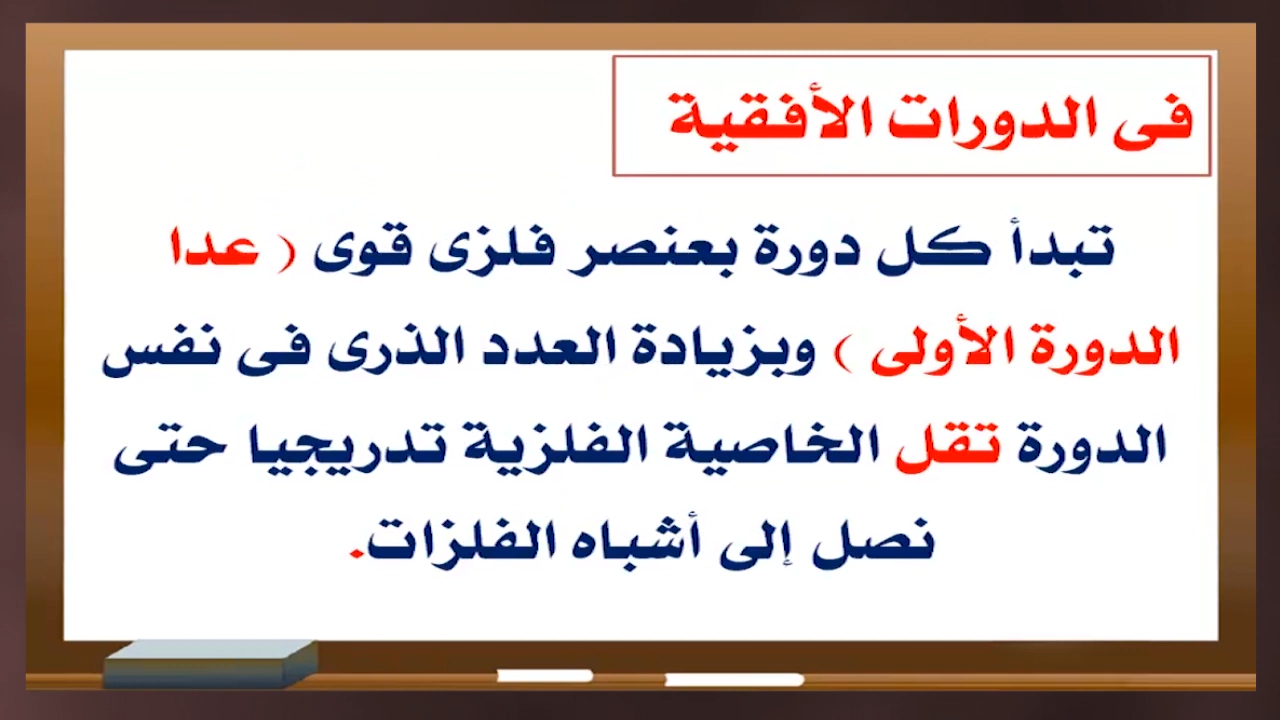 فى الدورات الأفقية
تبدأ كل دورة بعنصر فلزى قوى ( عدا
الدورة الأولى ) وبزيادة العدد الذرى فى نفس
الدورة تقل الخاصية الفلزية تدريجيا حتى
نصل إلى أشباه الفلزات.